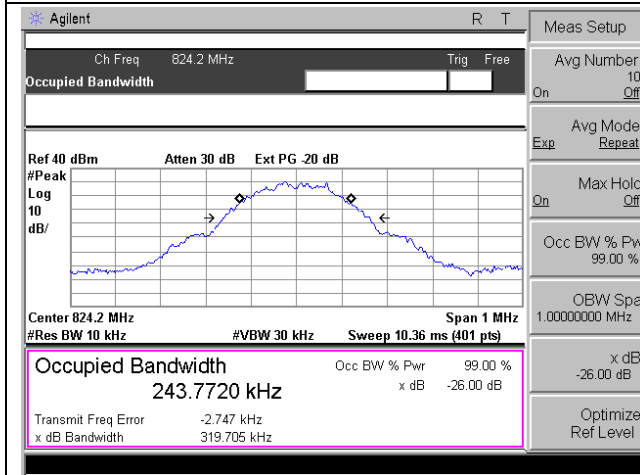 Agilent
R T
Ch Freq 824.2 MHz
Trig Free
Occupied Bandwidth
Ref 40 dBm Atten 30 dB Ext PG -20 dB
#Peak
Log
10
dB/
Center 824.2 MHz
Span 1 MHz
#Res BW 10 kHz #VBW 30 kHz Sweep 10.36 ms (401 pts)
Occupied Bandwidth
243.7720 kHz
Occ BW % Pwr 99.00 %
x dB -26.00 dB
Transmit Freq Error -2.747 kHz
x dB Bandwidth 319.705 kHz
Meas Setup
Avg Number
10
On Off
Avg Mode
Exp Repeat
Max Hold
On Off
Occ BW % Pw
99.00 %
OBW Spa
1.00000000 MHz
x dB
-26.00 dB
Optimize
Ref Level